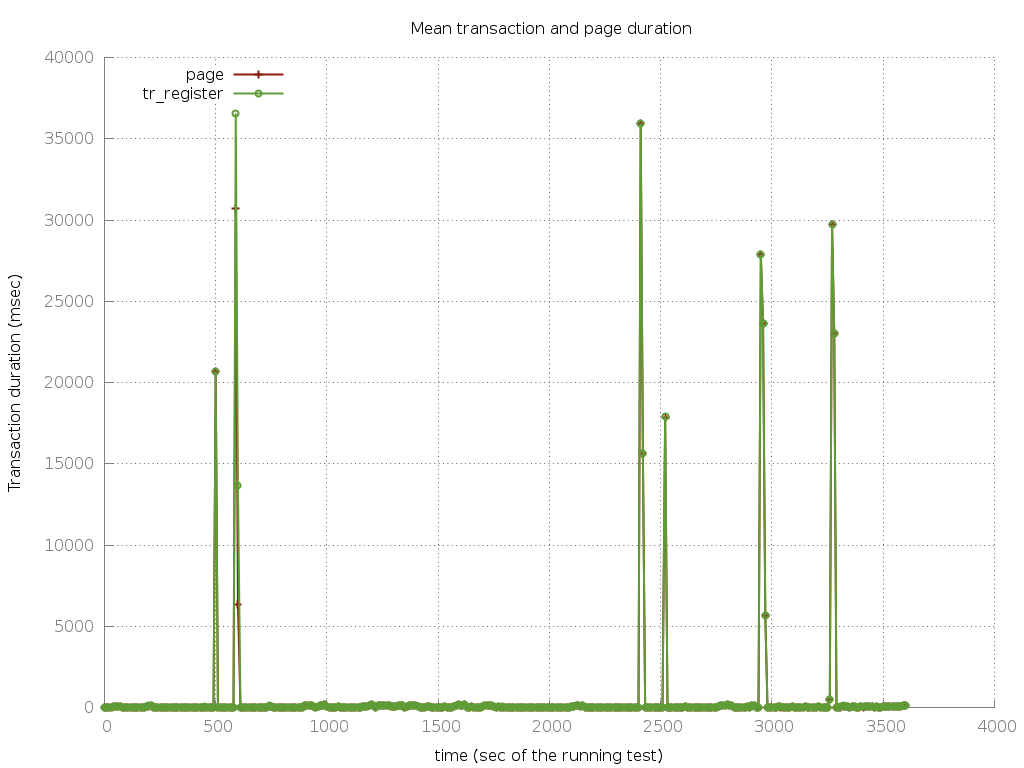 Mean transaction and page duration
40000
35000
30000
25000
20000
15000
10000
5000
0
page
tr_register
Transaction duration (msec)
0 500 1000 1500 2000 2500 3000 3500 4000
time (sec of the running test)